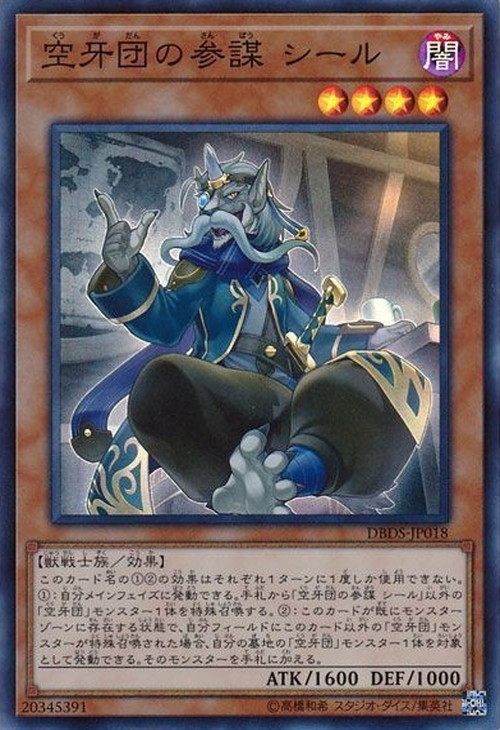 空牙団の参謀 シール
闇
DBDS-JP018
【獣戦士族／効果】
このカード名の①②の効果はそれぞれ1ターンに1度しか使用できない。
①：自分メインフェイズに発動できる。手札から「空牙団の参謀 シール」以外の
「空牙団」モンスター1体を特殊召喚する。②：このカードが既にモンスター
ゾーンに存在する状態で、自分フィールドにこのカード以外の「空牙団」モンス
ターが特殊召喚された場合、自分の墓地の「空牙団」モンスター1体を対象
として発動できる。そのモンスターを手札に加える。
ATK/1600 DEF/1000
20345391
©高橋和希 スタジオ・ダイス/集英社